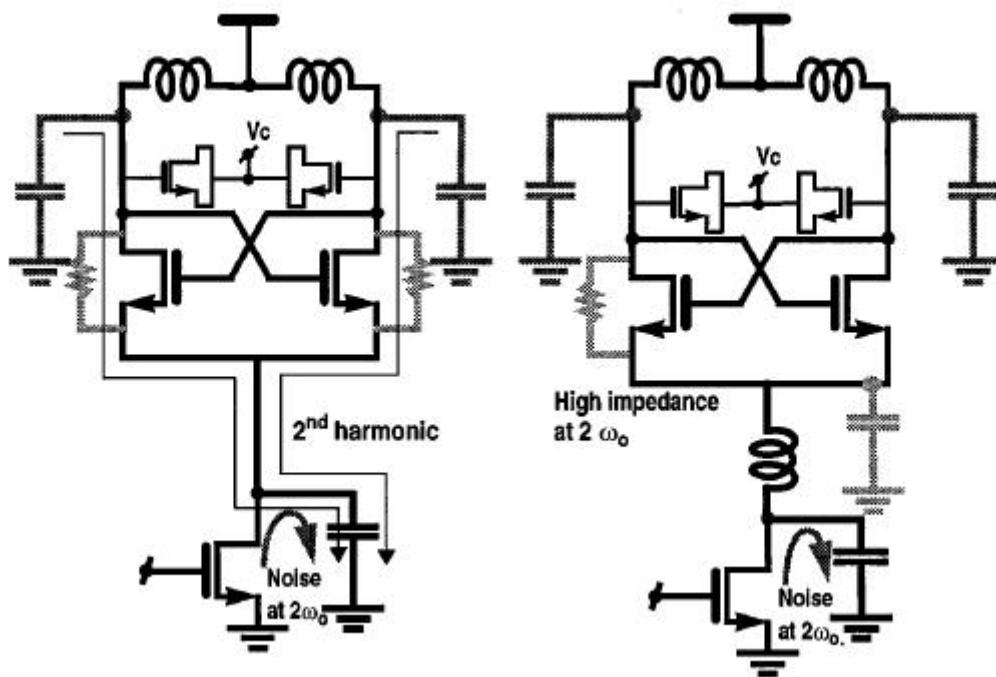 Vc
2nd harmonic
Noise
at 2ωo
Vc
High impedance
at 2 ωo
Noise
at 2ωo.